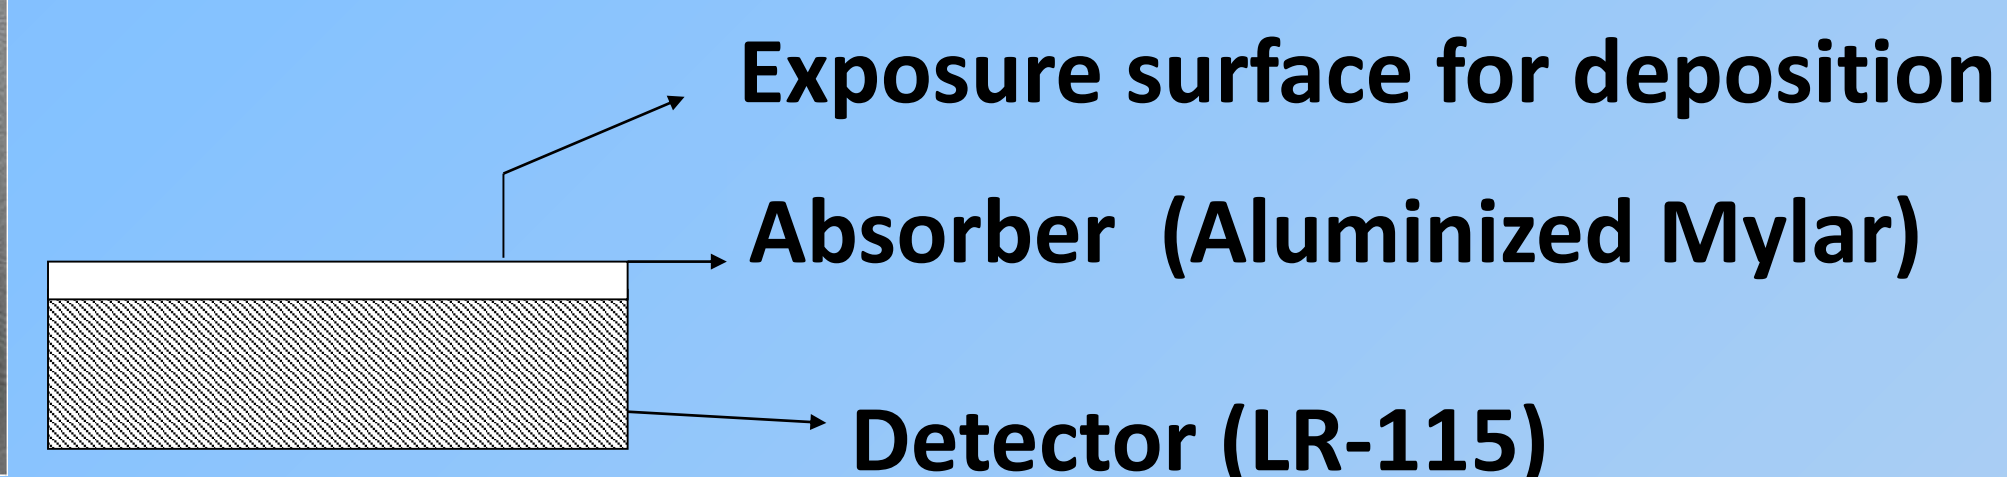 Exposure surface for deposition
Absorber (Aluminized Mylar)
Detector (LR-115)